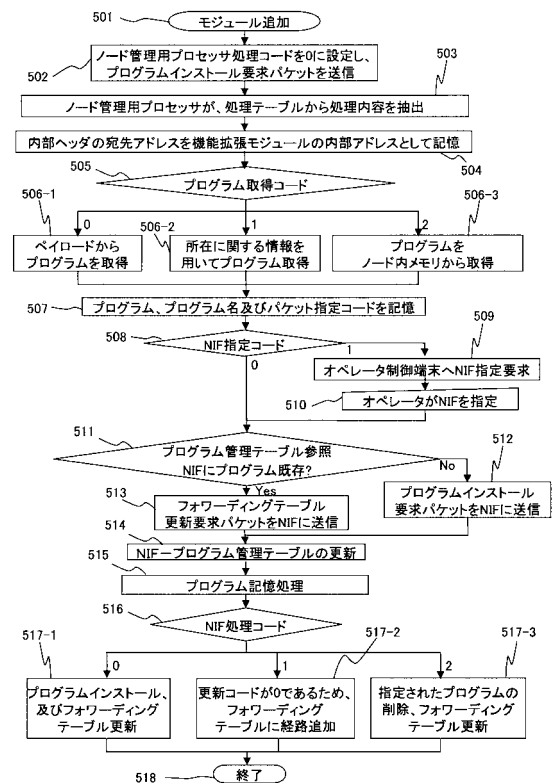 501
モジュール追加
502
ノード管理用プロセッサ処理コードを0に設定し、
プログラムインストール要求パケットを送信
503
ノード管理用プロセッサが、処理テーブルから処理内容を抽出
内部ヘッダの宛先アドレスを機能拡張モジュールの内部アドレスとして記憶
504
505
プログラム取得コード
506-1
0
506-2
1
506-3
2
ペイロードから
プログラムを取得
所在に関する情報を
用いてプログラム取得
プログラムを
ノード内メモリから取得
507
プログラム、プログラム名及びパケット指定コードを記憶
508
NIF指定コード
1
0
509
オペレータ制御端末へNIF指定要求
510
オペレータがNIFを指定
511
プログラム管理テーブル参照
NIFにプログラム既存?
No
Yes
512
プログラムインストール
要求パケットをNIFに送信
513
フォワーディングテーブル
更新要求パケットをNIFに送信
514
NIF−プログラム管理テーブルの更新
515
プログラム記憶処理
516
NIF処理コード
517-1
0
517-2
1
517-3
2
プログラムインストール、
及びフォワーディング
テーブル更新
更新コードが0であるため、
フォワーディング
テーブルに経路追加
指定されたプログラムの
削除、フォワーディング
テーブル更新
518
終了